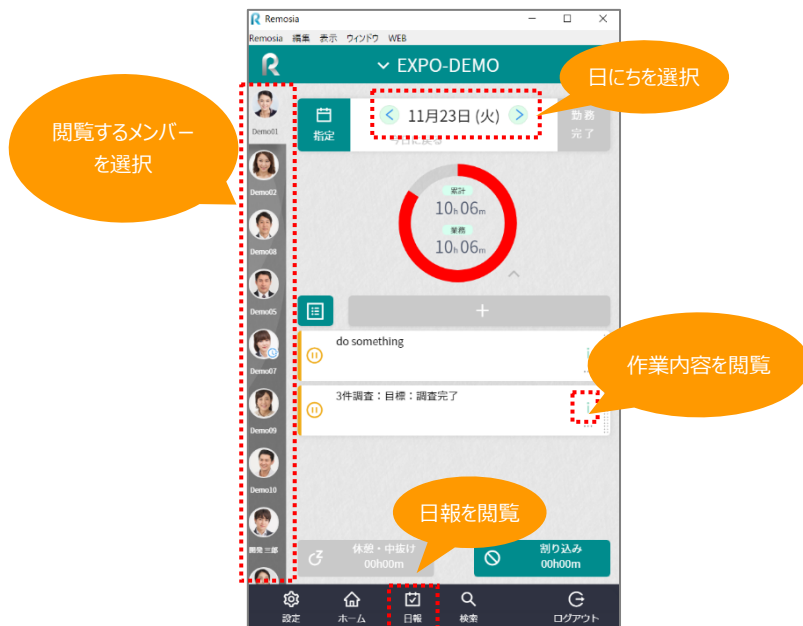 Remosia
Remosia 編集 表示 ウィンドウ WEB
EXPO-DEMO
日にちを選択
閲覧するメンバー
を選択
Demo01
指定
11月23日 (火)
今日に戻る
勤務
完了
累計
10h 06m
業務
10h 06m
Demo02
Demo08
Demo05
Demo07
Demo09
Demo10
開発 三郎
+
do something
3件調査：目標：調査完了
作業内容を閲覧
日報を閲覧
休憩・中抜け
00h00m
割り込み
00h00m
設定
ホーム
日報
検索
ログアウト